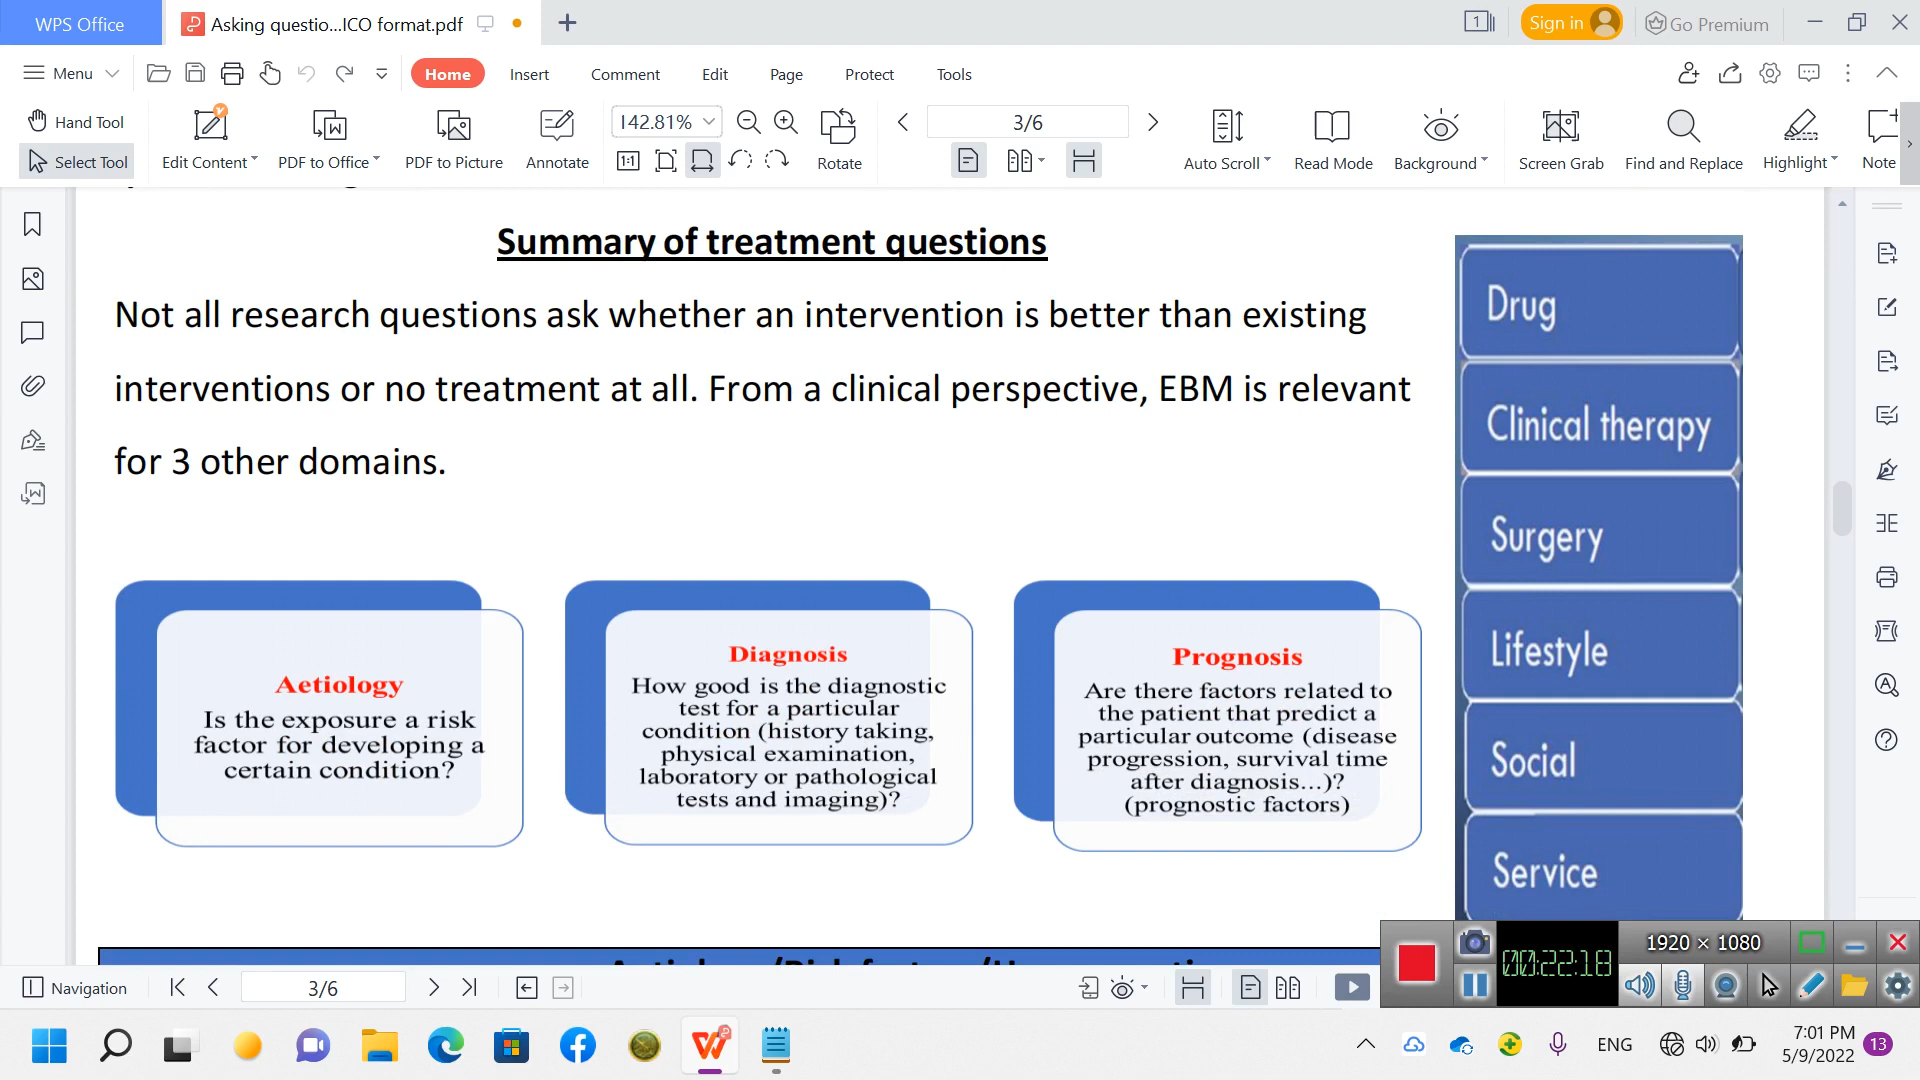 WPS Office
Asking questio...ICO format.pdf
1
Sign in
Go Premium
Menu
Home
Insert
Comment
Edit
Page
Protect
Tools
Hand Tool
Select Tool
Edit Content
PDF to Office
PDF to Picture
Annotate
142.81%
1:1
Rotate
3/6
Auto Scroll
Read Mode
Background
Screen Grab
Find and Replace
Highlight
Note
Summary of treatment questions
Not all research questions ask whether an intervention is better than existing
interventions or no treatment at all. From a clinical perspective, EBM is relevant
for 3 other domains.
Aetiology
Is the exposure a risk
factor for developing a
certain condition?
Diagnosis
How good is the diagnostic
test for a particular
condition (history taking,
physical examination,
laboratory or pathological
tests and imaging)?
Prognosis
Are there factors related to
the patient that predict a
particular outcome (disease
progression, survival time
after diagnosis...)?
(prognostic factors)
Drug
Clinical therapy
Surgery
Lifestyle
Social
Service
00:22:18
1920 × 1080
Navigation
3/6
ENG
7:01 PM
5/9/2022
13